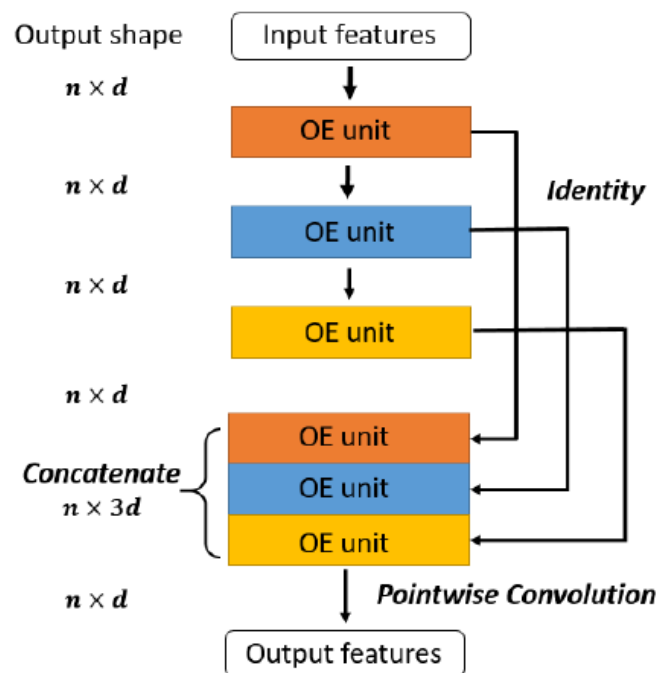 Output shape
Input features
n × d
OE unit
n × d
Identity
OE unit
n × d
OE unit
n × d
OE unit
Concatenate
OE unit
n × 3d
OE unit
n × d
Pointwise Convolution
Output features